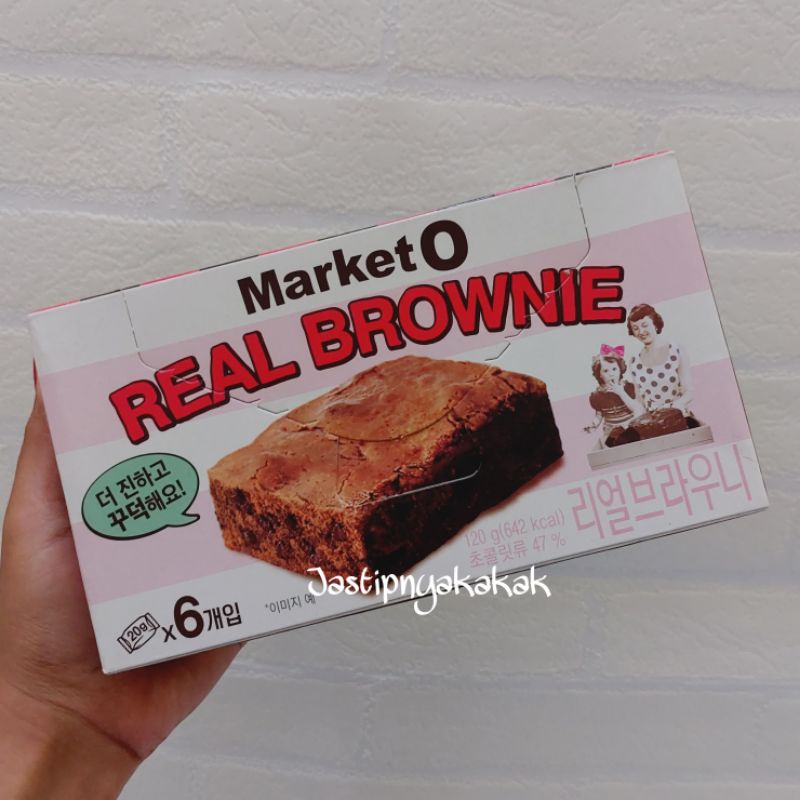 Market O
REAL BROWNIE
더 진하고
꾸덕해요!
120 g(642 kcal)
초콜릿류 47 %
리얼브라우니
Jastipnyakakak
20g x6개입
*이미지 예